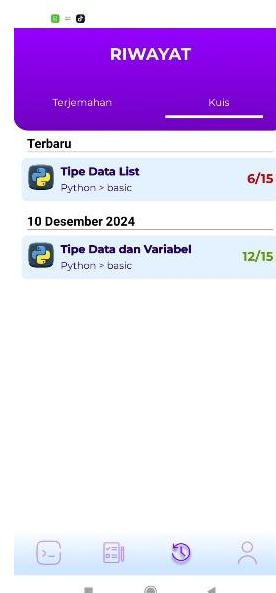 RIWAYAT
Terjemahan
Kuis
Terbaru
Tipe Data List
Python > basic
6/15
10 Desember 2024
Tipe Data dan Variabel
Python > basic
12/15